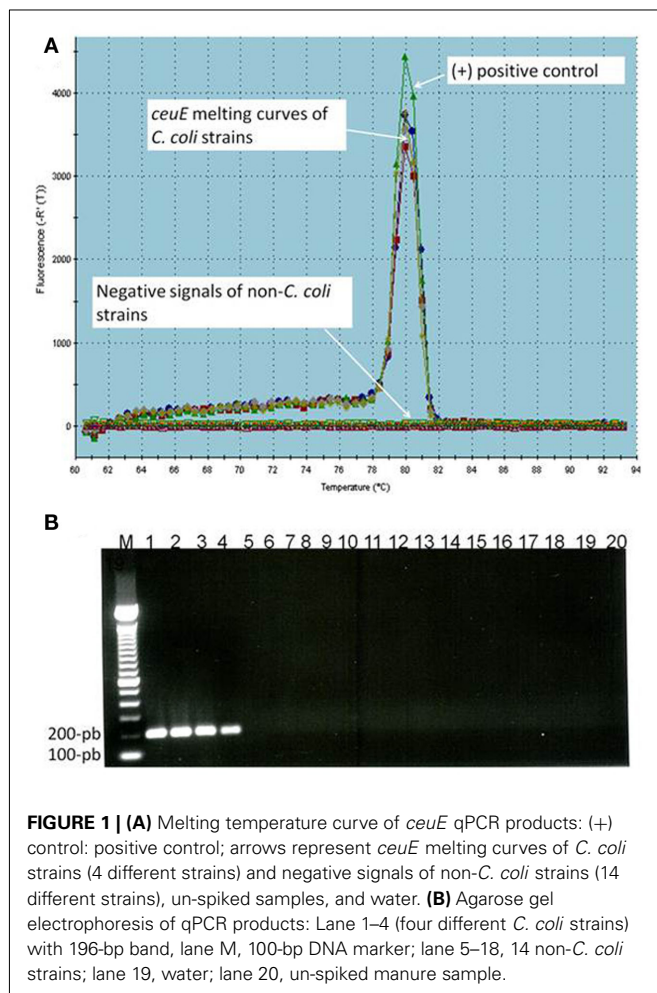 A
(+) positive control
ceuE melting curves of
C. coli strains
Negative signals of non-C. coli
strains
Fluorescence (-R' (T))
4000
3000
2000
1000
0
60 62 64 66 68 70 72 74 76 78 80 82 84 86 88 90 92 94
Temperature (°C)
B
M 1 2 3 4 5 6 7 8 9 10 11 12 13 14 15 16 17 18 19 20
200-pb
100-pb
FIGURE 1 | (A) Melting temperature curve of ceuE qPCR products: (+)
control: positive control; arrows represent ceuE melting curves of C. coli
strains (4 different strains) and negative signals of non-C. coli strains (14
different strains), un-spiked samples, and water. (B) Agarose gel
electrophoresis of qPCR products: Lane 1–4 (four different C. coli strains)
with 196-bp band, lane M, 100-bp DNA marker; lane 5–18, 14 non-C. coli
strains; lane 19, water; lane 20, un-spiked manure sample.